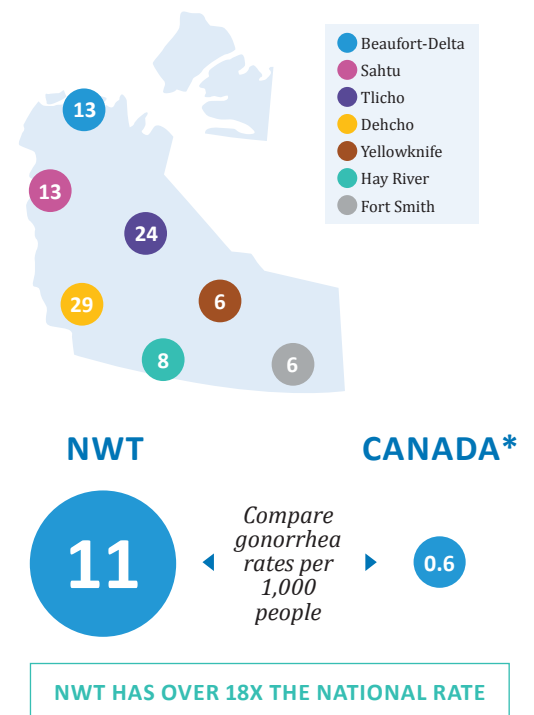 Beaufort-Delta
Sahtu
Tlicho
Dehcho
Yellowknife
Hay River
Fort Smith
13
13
24
29
6
8
6
NWT
CANADA*
11
Compare
gonorrhea
rates per
1,000
people
0.6
NWT HAS OVER 18X THE NATIONAL RATE